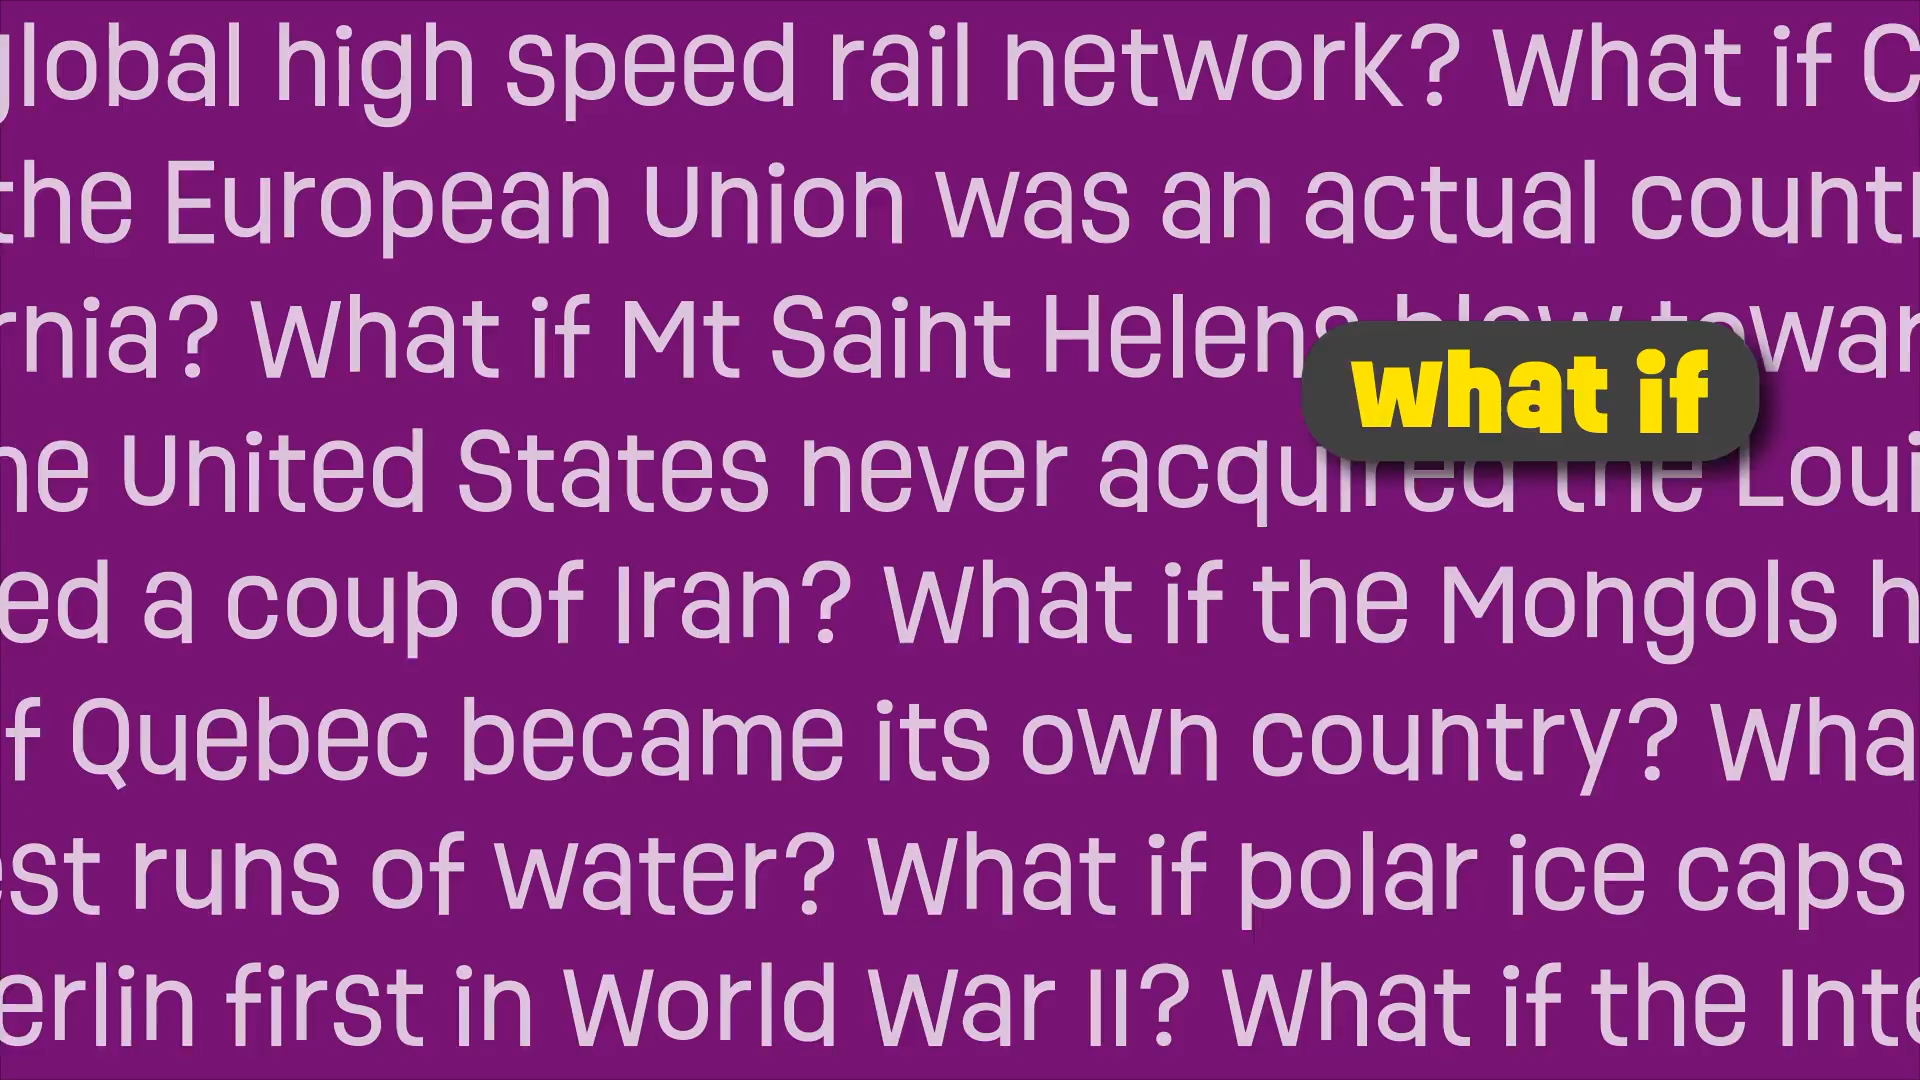 global high speed rail network? What if C
the European Union was an actual countr
rnia? What if Mt Saint Helens blew towar
what if
he United States never acquired the Loui
ed a coup of Iran? What if the Mongols h
f Quebec became its own country? Wha
est runs of water? What if polar ice caps
erlin first in World War II? What if the Inte